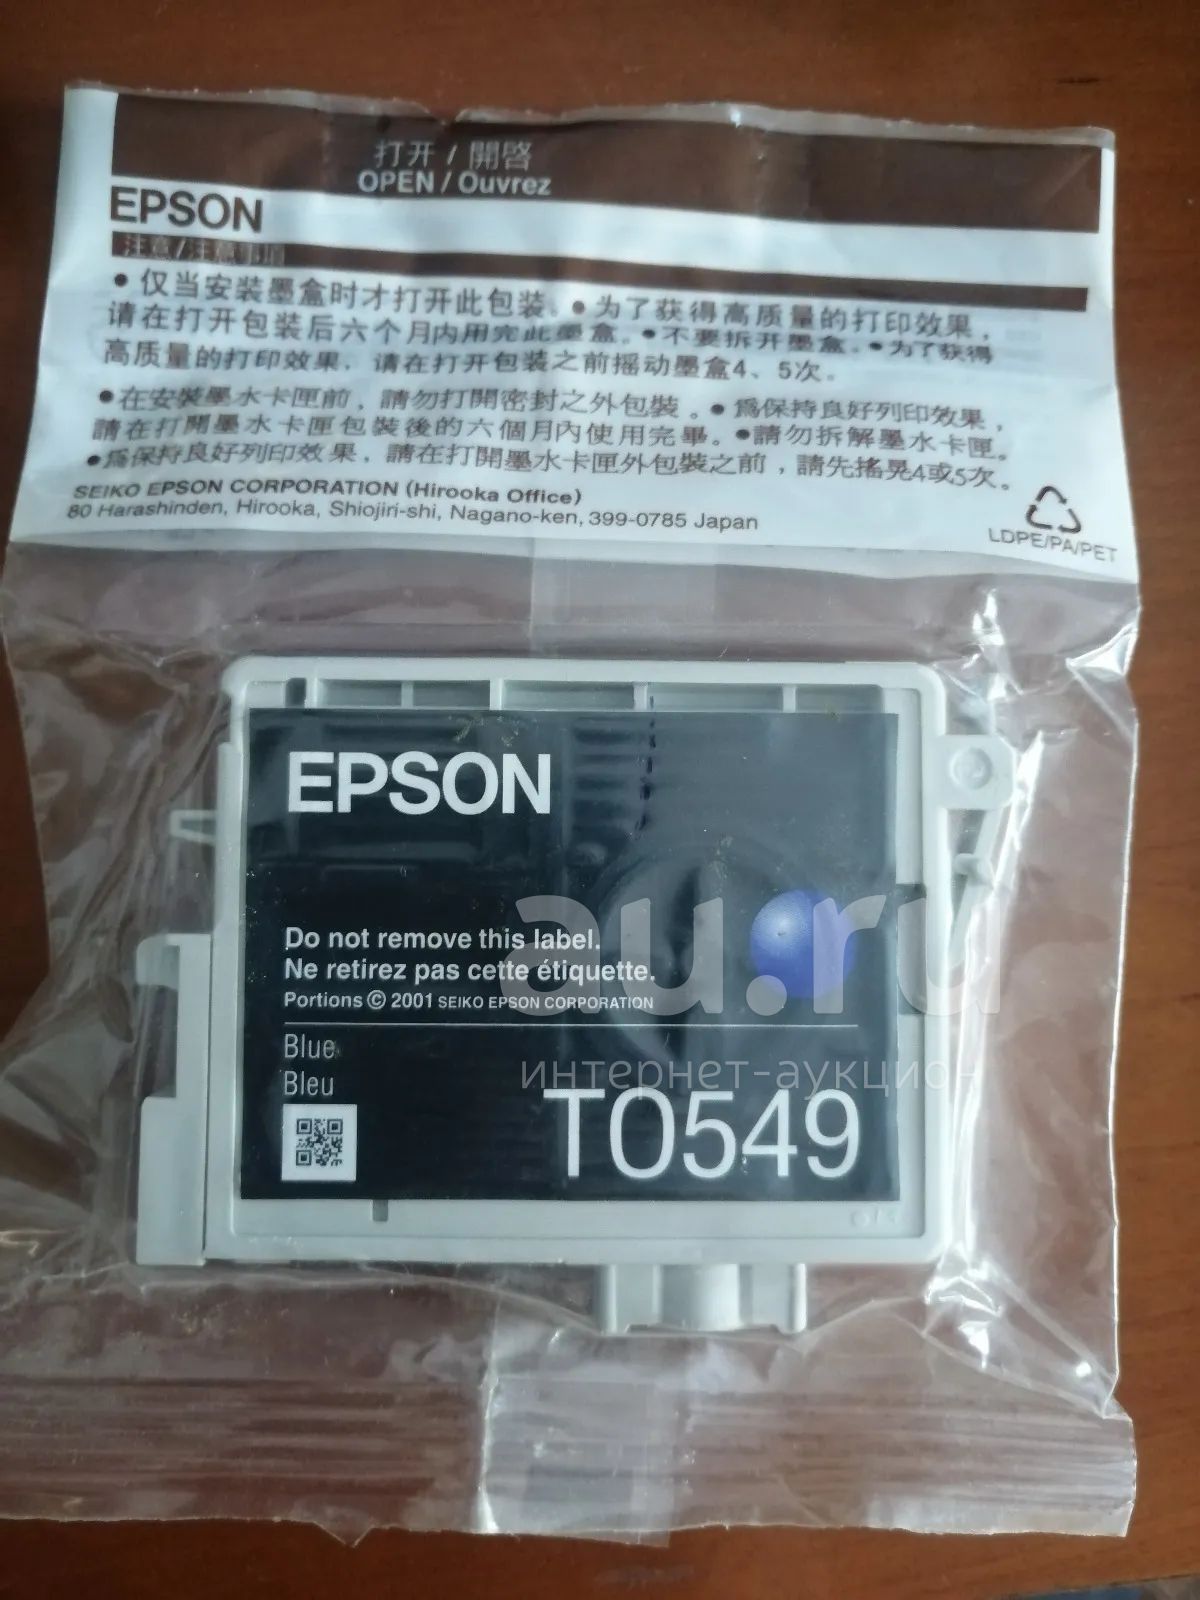 打开 / 開啓
OPEN / Ouvrez
EPSON
注意 / 注意事項
• 仅当安装墨盒时才打开此包装。• 为了获得高质量的打印效果，
请在打开包装后六个月内用完此墨盒。• 不要拆开墨盒。• 为了获得
高质量的打印效果，请在打开包装之前摇动墨盒4、5次。
• 在安裝墨水卡匣前，請勿打開密封之外包裝。• 爲保持良好列印效果，
請在打開墨水卡匣包裝後的六個月內使用完畢。• 請勿拆解墨水卡匣。
• 爲保持良好列印效果，請在打開墨水卡匣外包裝之前，請先搖晃4或5次。
SEIKO EPSON CORPORATION (Hirooka Office)
80 Harashinden, Hirooka, Shiojiri-shi, Nagano-ken, 399-0785 Japan
LDPE/PA/PET
EPSON
au.ru
Do not remove this label.
Ne retirez pas cette étiquette.
Portions © 2001 SEIKO EPSON CORPORATION
Blue
интернет-аукцион
Bleu
T0549